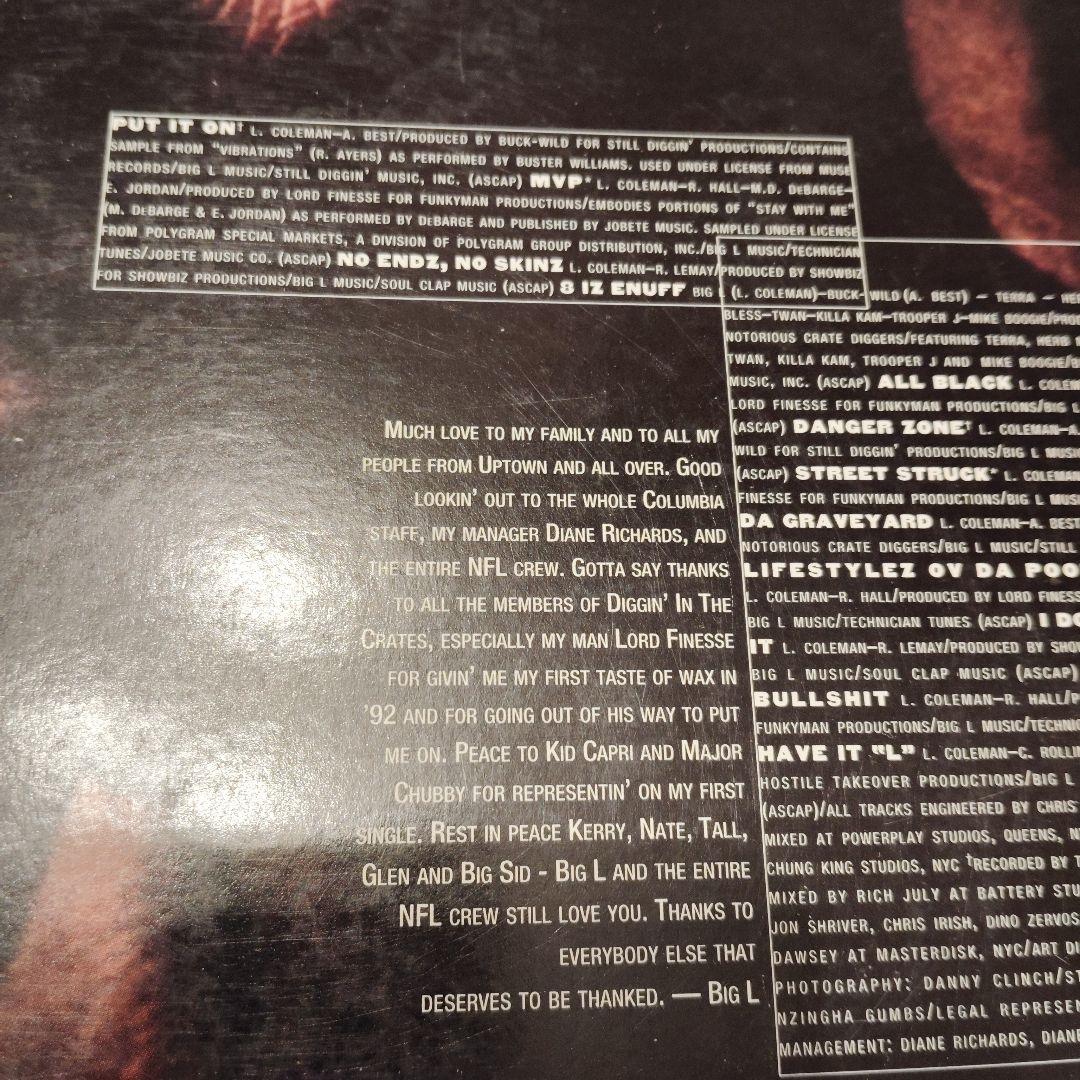 PUT IT ON† L. COLEMAN–A. BEST/PRODUCED BY BUCK-WILD FOR STILL DIGGIN' PRODUCTIONS/CONTAINS
SAMPLE FROM "VIBRATIONS" (R. AYERS) AS PERFORMED BY BUSTER WILLIAMS. USED UNDER LICENSE FROM MUSE
RECORDS/BIG L MUSIC/STILL DIGGIN' MUSIC, INC. (ASCAP) MVP* L. COLEMAN–R. HALL–M.D. DeBARGE–
E. JORDAN/PRODUCED BY LORD FINESSE FOR FUNKYMAN PRODUCTIONS/EMBODIES PORTIONS OF "STAY WITH ME"
(M. DeBARGE & E. JORDAN) AS PERFORMED BY DeBARGE AND PUBLISHED BY JOBETE MUSIC. SAMPLED UNDER LICENSE
FROM POLYGRAM SPECIAL MARKETS, A DIVISION OF POLYGRAM GROUP DISTRIBUTION, INC./BIG L MUSIC/TECHNICIAN
TUNES/JOBETE MUSIC CO. (ASCAP) NO ENDZ, NO SKINZ L. COLEMAN–R. LEMAY/PRODUCED BY SHOWBIZ
FOR SHOWBIZ PRODUCTIONS/BIG L MUSIC/SOUL CLAP MUSIC (ASCAP) 8 IZ ENUFF BIG L (L. COLEMAN)–BUCK-WILD (A. BEST) – TERRA –
BLESS–TWAN–KILLA KAM–TROOPER J–MIKE BOOGIE/
NOTORIOUS CRATE DIGGERS/FEATURING TERRA, HERB
TWAN, KILLA KAM, TROOPER J AND MIKE BOOGIE/
MUSIC, INC. (ASCAP) ALL BLACK L.
LORD FINESSE FOR FUNKYMAN PRODUCTIONS/BIG
(ASCAP) DANGER ZONE† L. COLEMAN–A.
WILD FOR STILL DIGGIN' PRODUCTIONS/BIG L
(ASCAP) STREET STRUCK* L.
FINESSE FOR FUNKYMAN PRODUCTIONS/BIG L
DA GRAVEYARD L. COLEMAN–A. BEST
NOTORIOUS CRATE DIGGERS/BIG L MUSIC/STILL
LIFESTYLEZ OV DA
L. COLEMAN–R. HALL/PRODUCED BY LORD
BIG L MUSIC/TECHNICIAN TUNES (ASCAP) I
IT L. COLEMAN–R. LEMAY/PRODUCED BY
BIG L MUSIC/SOUL CLAP MUSIC (ASCAP)
BULLSHIT L. COLEMAN–R. HALL/
FUNKYMAN PRODUCTIONS/BIG L MUSIC/
HAVE IT "L" L. COLEMAN–C.
HOSTILE TAKEOVER PRODUCTIONS/BIG L
(ASCAP)/ALL TRACKS ENGINEERED BY CHRIS
MIXED AT POWERPLAY STUDIOS, QUEENS,
CHUNG KING STUDIOS, NYC †RECORDED BY
MIXED BY RICH JULY AT BATTERY
JON SHRIVER, CHRIS IRISH, DINO ZERVOS
DAWSEY AT MASTERDISK, NYC/ART
PHOTOGRAPHY: DANNY CLINCH/
NZINGHA GUMBS/LEGAL
MANAGEMENT: DIANE RICHARDS,
MUCH LOVE TO MY FAMILY AND TO ALL MY
PEOPLE FROM UPTOWN AND ALL OVER. GOOD
LOOKIN' OUT TO THE WHOLE COLUMBIA
STAFF, MY MANAGER DIANE RICHARDS, AND
THE ENTIRE NFL CREW. GOTTA SAY THANKS
TO ALL THE MEMBERS OF DIGGIN' IN THE
CRATES, ESPECIALLY MY MAN LORD FINESSE
FOR GIVIN' ME MY FIRST TASTE OF WAX IN
'92 AND FOR GOING OUT OF HIS WAY TO PUT
ME ON. PEACE TO KID CAPRI AND MAJOR
CHUBBY FOR REPRESENTIN' ON MY FIRST
SINGLE. REST IN PEACE KERRY, NATE, TALL,
GLEN AND BIG SID - BIG L AND THE ENTIRE
NFL CREW STILL LOVE YOU. THANKS TO
EVERYBODY ELSE THAT
DESERVES TO BE THANKED. — BIG L